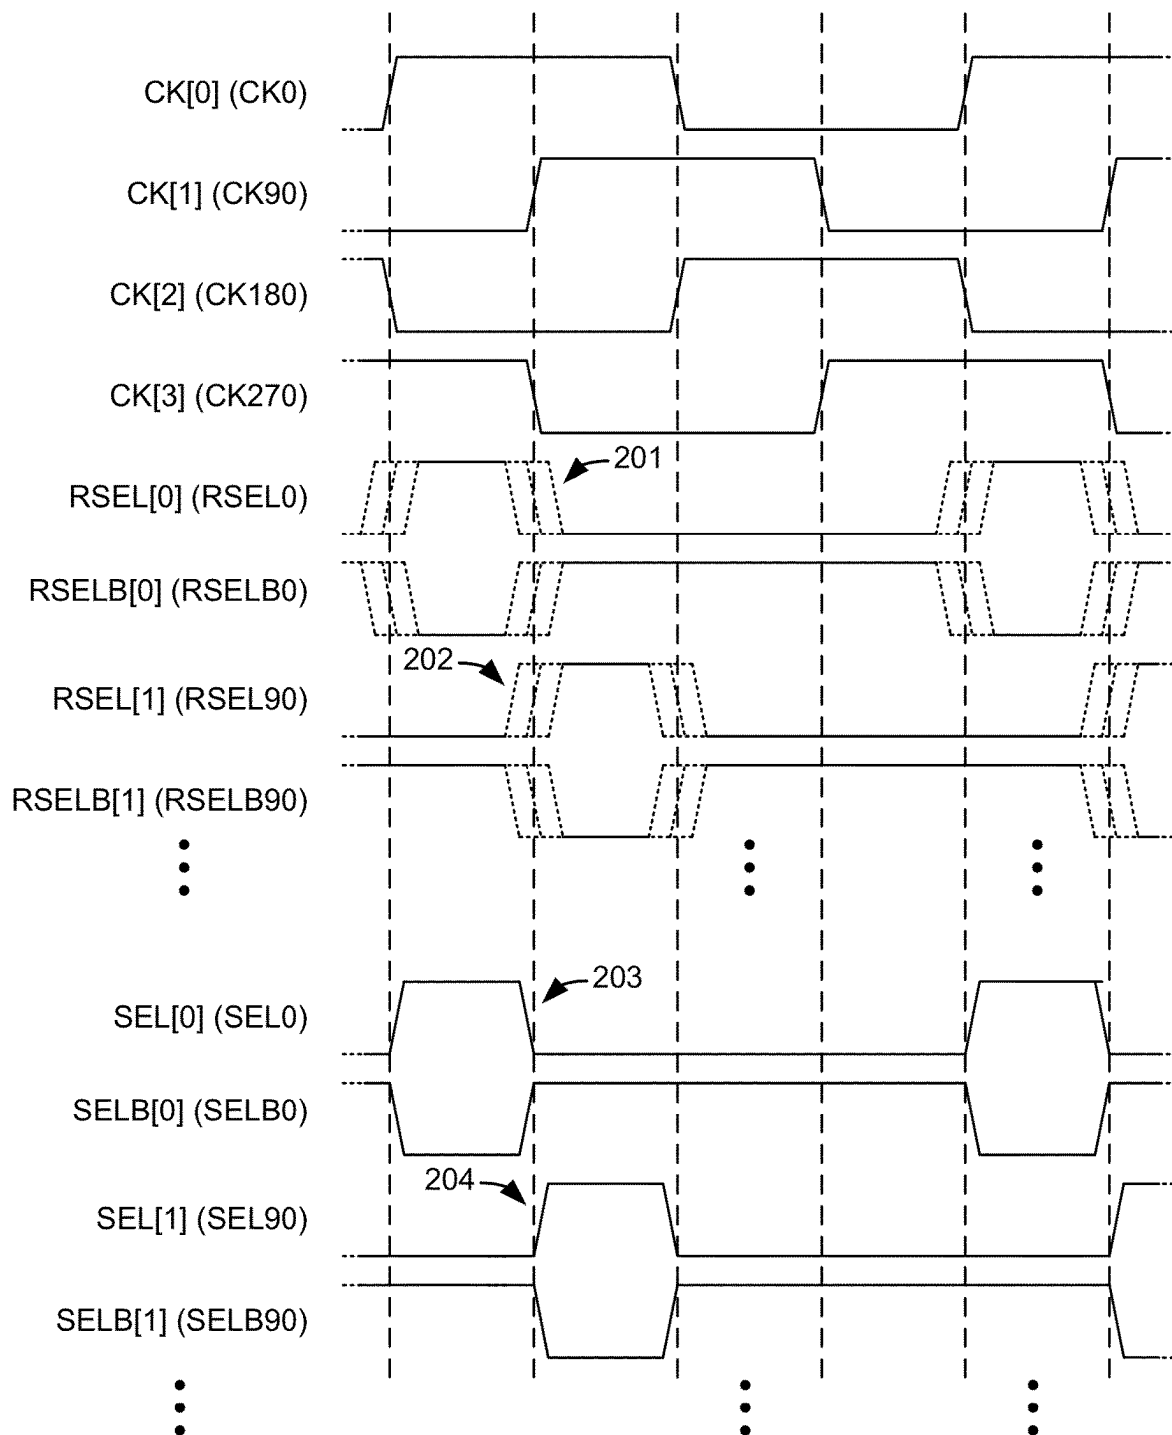 CK[0] (CK0)
CK[1] (CK90)
CK[2] (CK180)
CK[3] (CK270)
201
RSEL[0] (RSEL0)
RSELB[0] (RSELB0)
202
RSEL[1] (RSEL90)
RSELB[1] (RSELB90)
203
SEL[0] (SEL0)
SELB[0] (SELB0)
204
SEL[1] (SEL90)
SELB[1] (SELB90)